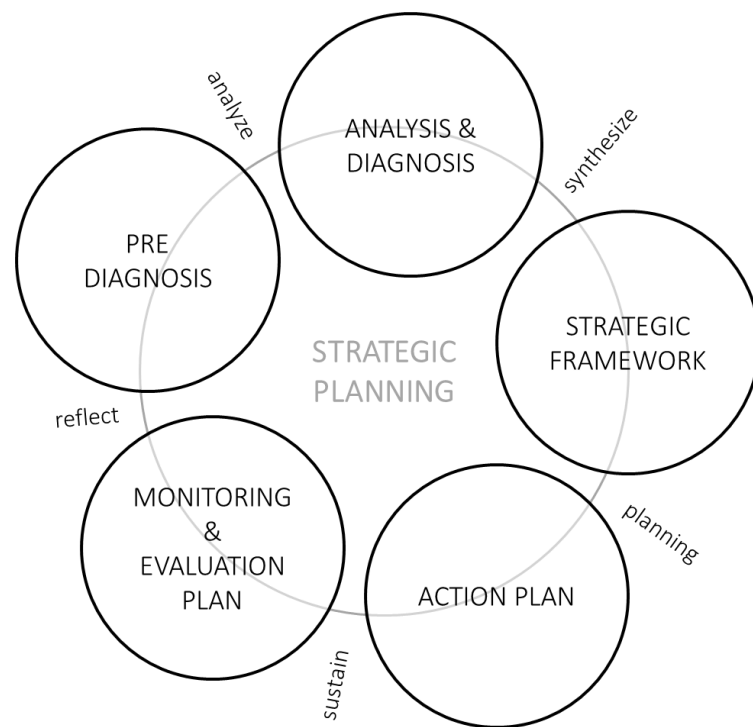 analyze
ANALYSIS &
DIAGNOSIS
synthesize
PRE
DIAGNOSIS
STRATEGIC
FRAMEWORK
STRATEGIC
PLANNING
reflect
MONITORING
&
EVALUATION
PLAN
planning
ACTION PLAN
sustain